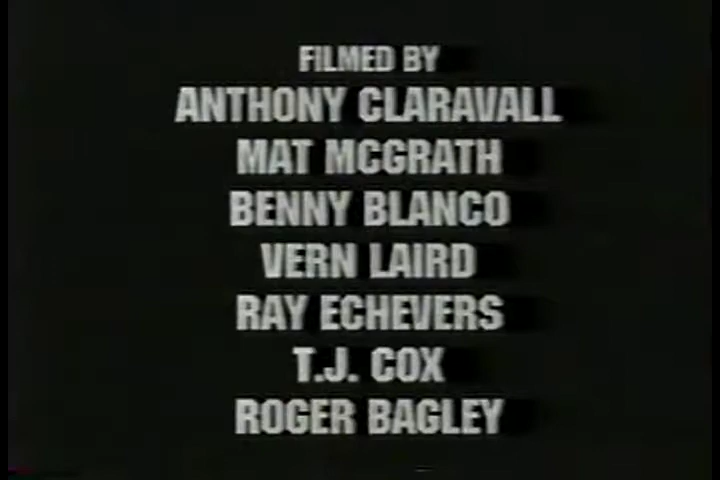 FILMED BY
ANTHONY CLARAVALL
MAT MCGRATH
BENNY BLANCO
VERN LAIRD
RAY ECHEVERS
T.J. COX
ROGER BAGLEY